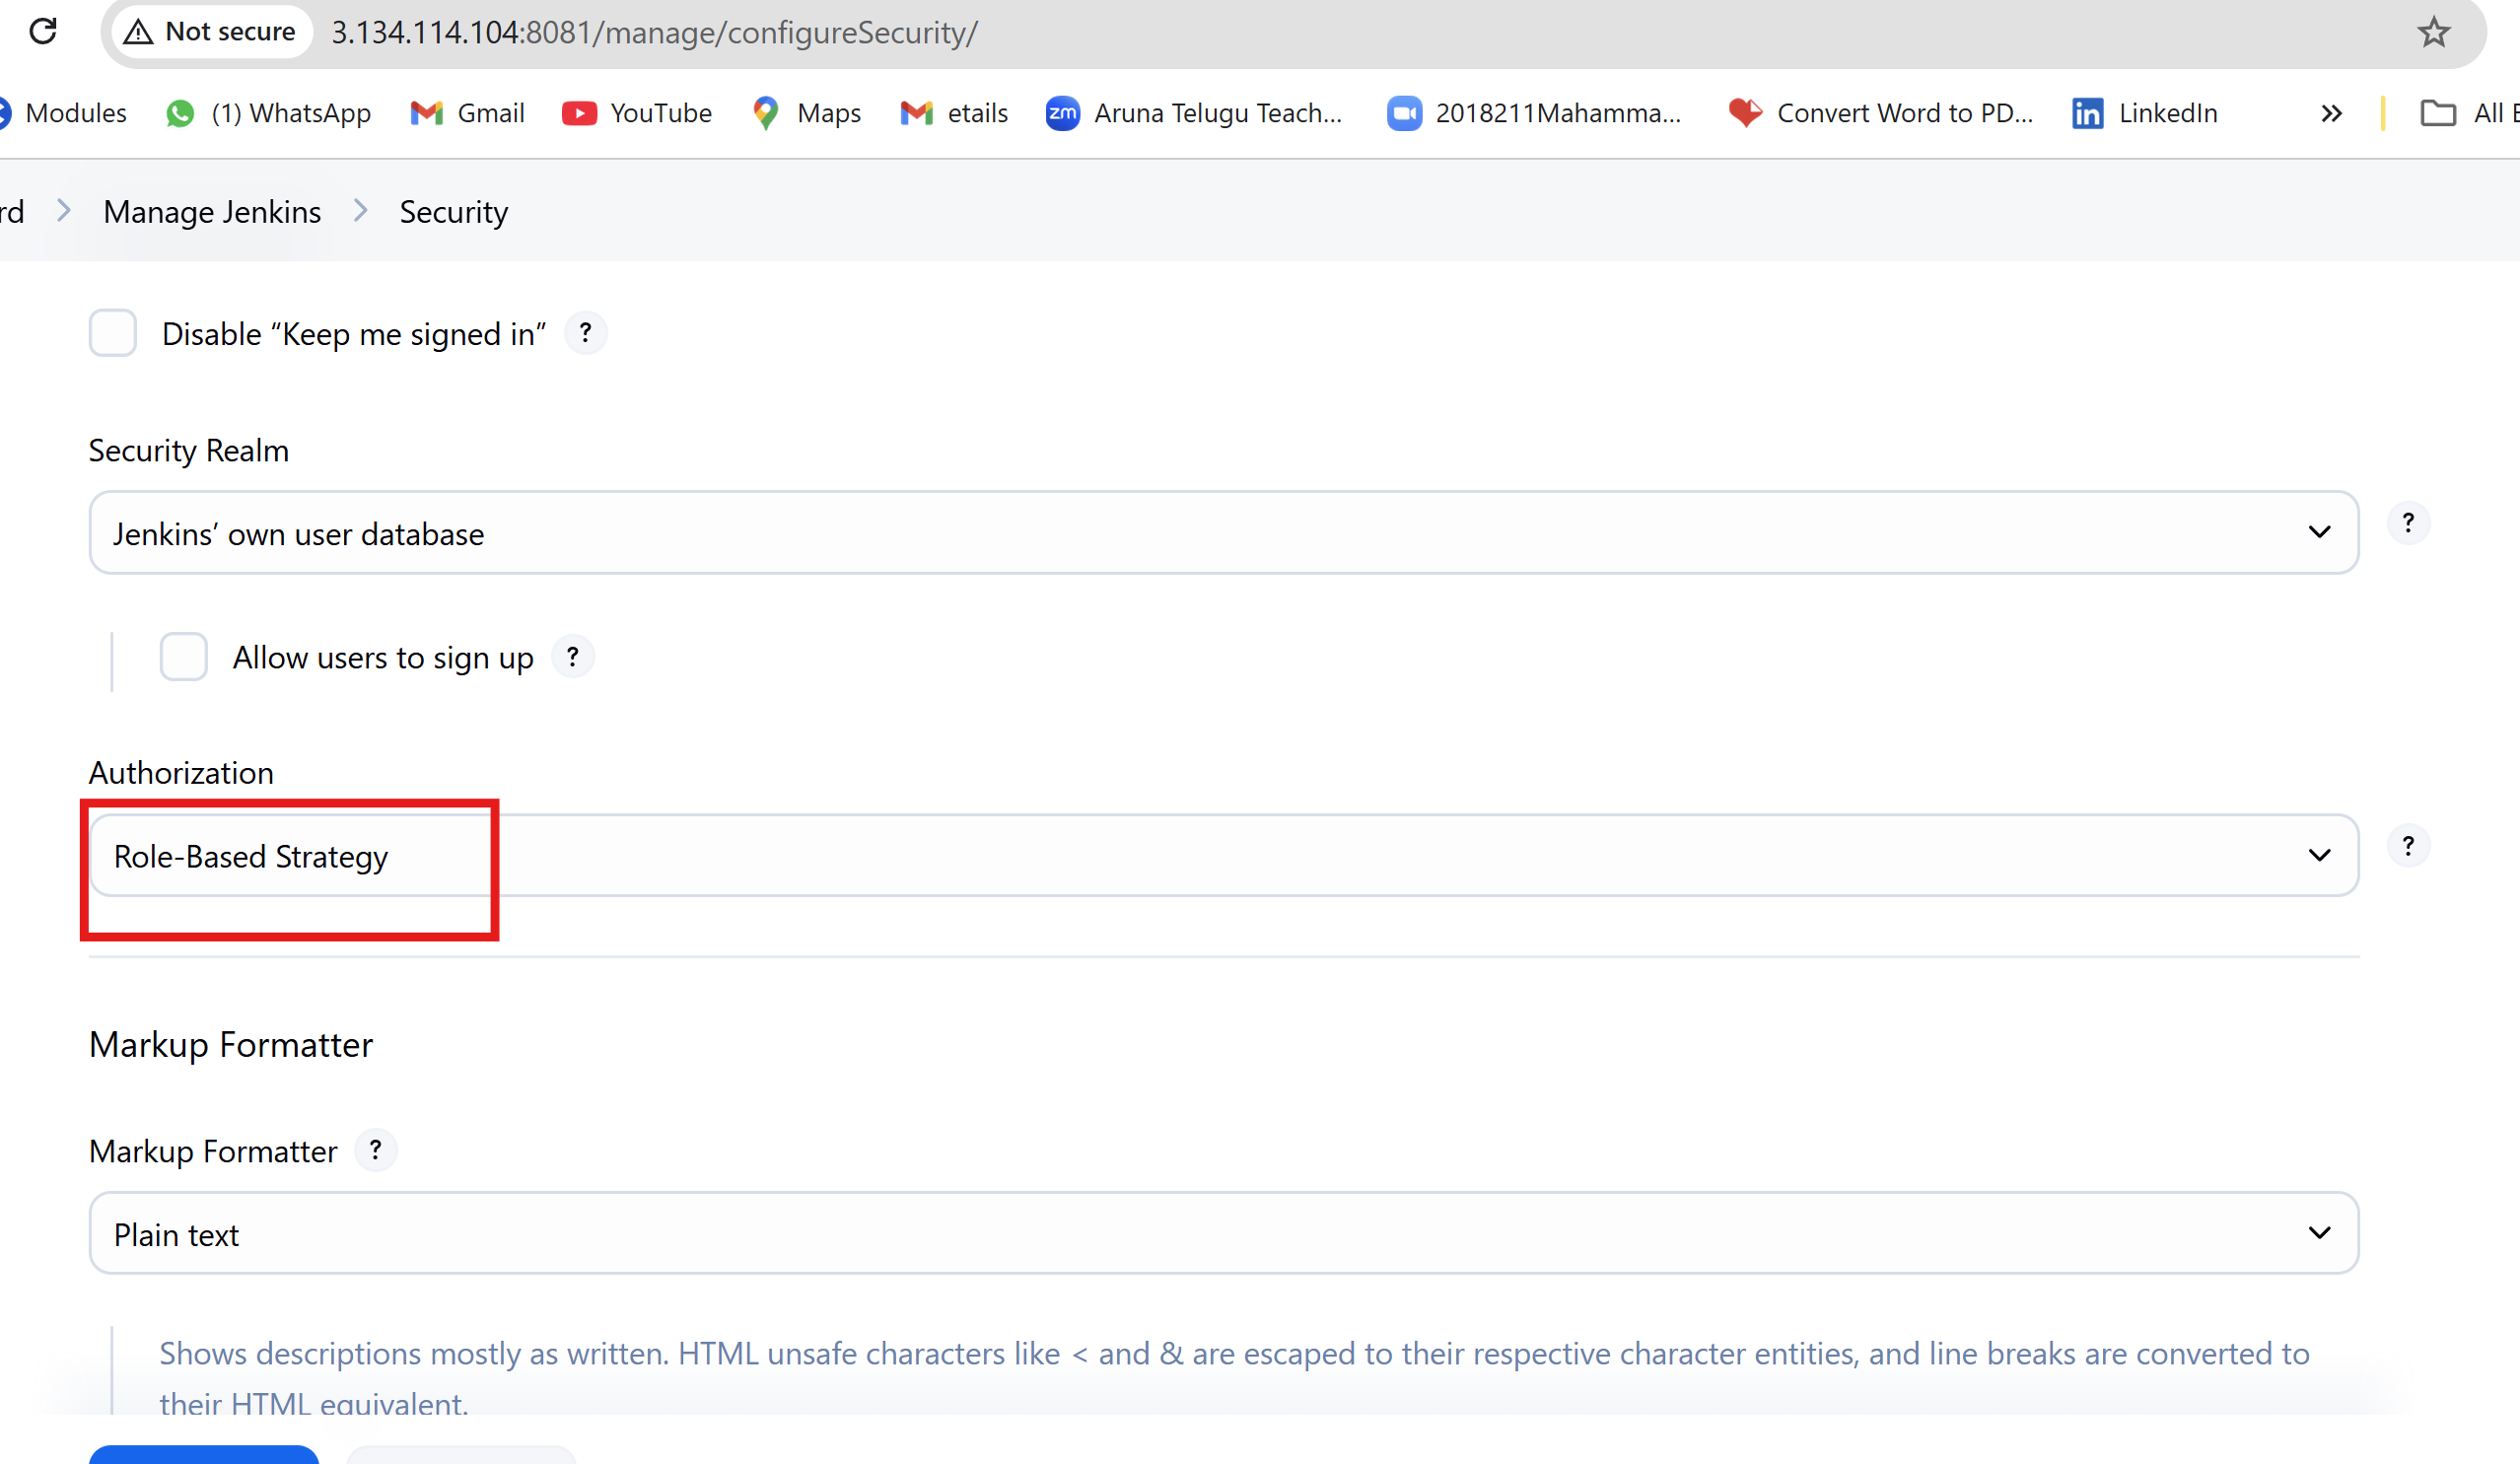 Not secure 3.134.114.104:8081/manage/configureSecurity/
Modules (1) WhatsApp Gmail YouTube Maps etails zm Aruna Telugu Teach... 2018211Mahamma... Convert Word to PD... in LinkedIn All
rd Manage Jenkins Security
Disable “Keep me signed in” ?
Security Realm
Jenkins’ own user database ?
Allow users to sign up ?
Authorization
Role-Based Strategy ?
Markup Formatter
Markup Formatter ?
Plain text
Shows descriptions mostly as written. HTML unsafe characters like < and & are escaped to their respective character entities, and line breaks are converted to
their HTML equivalent.